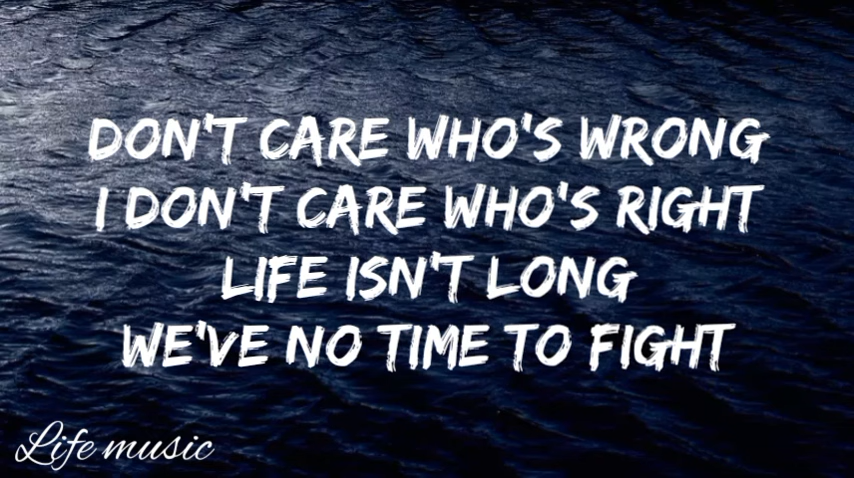 DON'T CARE WHO'S WRONG
I DON'T CARE WHO'S RIGHT
LIFE ISN'T LONG
WE'VE NO TIME TO FIGHT
Life music